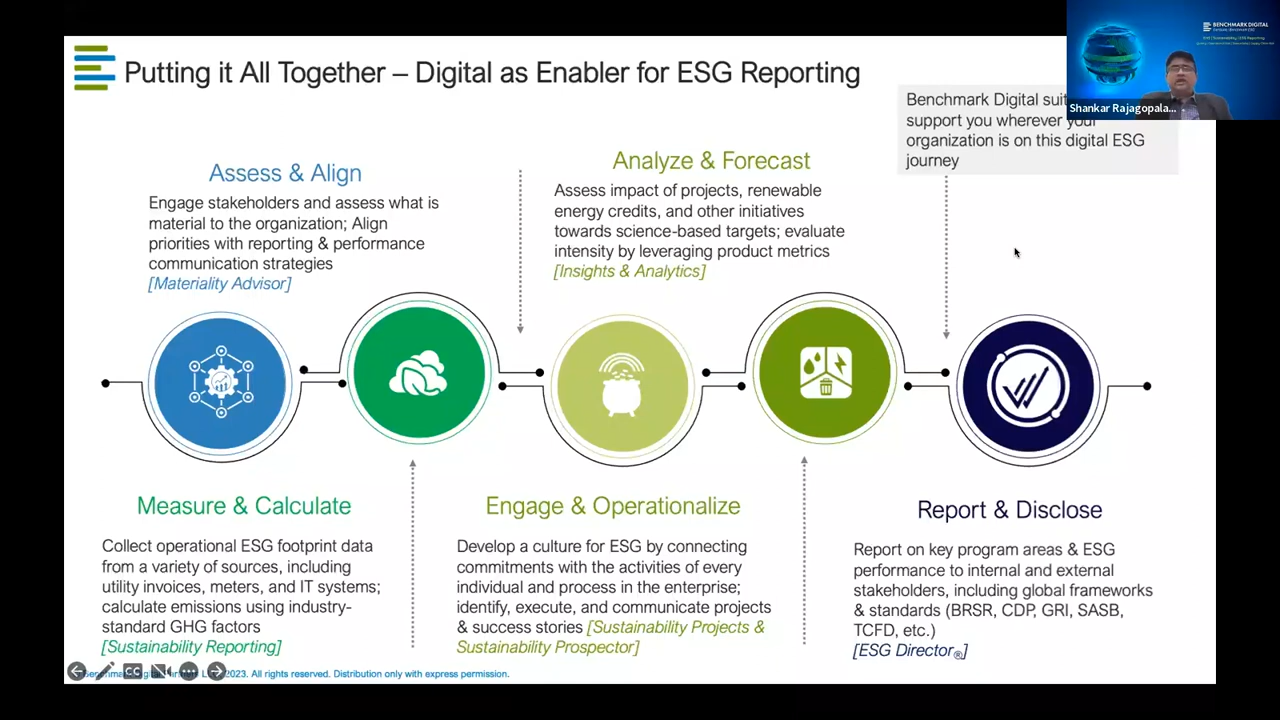 Putting it All Together – Digital as Enabler for ESG Reporting
BENCHMARK DIGITAL
Shankar Rajagopala...
Benchmark Digital
support you wherever your
organization is on this digital ESG
journey
Assess & Align
Engage stakeholders and assess what is
material to the organization; Align
priorities with reporting & performance
communication strategies
[Materiality Advisor]
Analyze & Forecast
Assess impact of projects, renewable
energy credits, and other initiatives
towards science-based targets; evaluate
intensity by leveraging product metrics
[Insights & Analytics]
Measure & Calculate
Collect operational ESG footprint data
from a variety of sources, including
utility invoices, meters, and IT systems;
calculate emissions using industry-
standard GHG factors
[Sustainability Reporting]
Engage & Operationalize
Develop a culture for ESG by connecting
commitments with the activities of every
individual and process in the enterprise;
identify, execute, and communicate projects
& success stories [Sustainability Projects &
Sustainability Prospector]
Report & Disclose
Report on key program areas & ESG
performance to internal and external
stakeholders, including global frameworks
& standards (BRSR, CDP, GRI, SASB,
TCFD, etc.)
[ESG Director®]
CC
2023. All rights reserved. Distribution only with express permission.